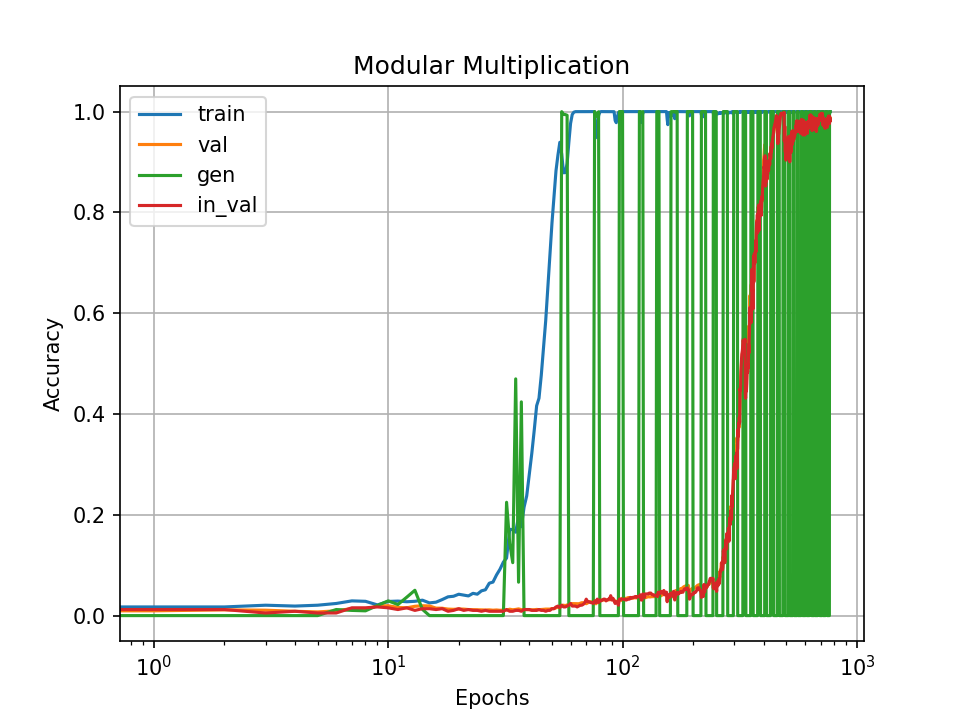 Modular Multiplication
train
val
gen
in_val
1.0
0.8
0.6
0.4
0.2
0.0
Accuracy
10⁰
10¹
10²
10³
Epochs